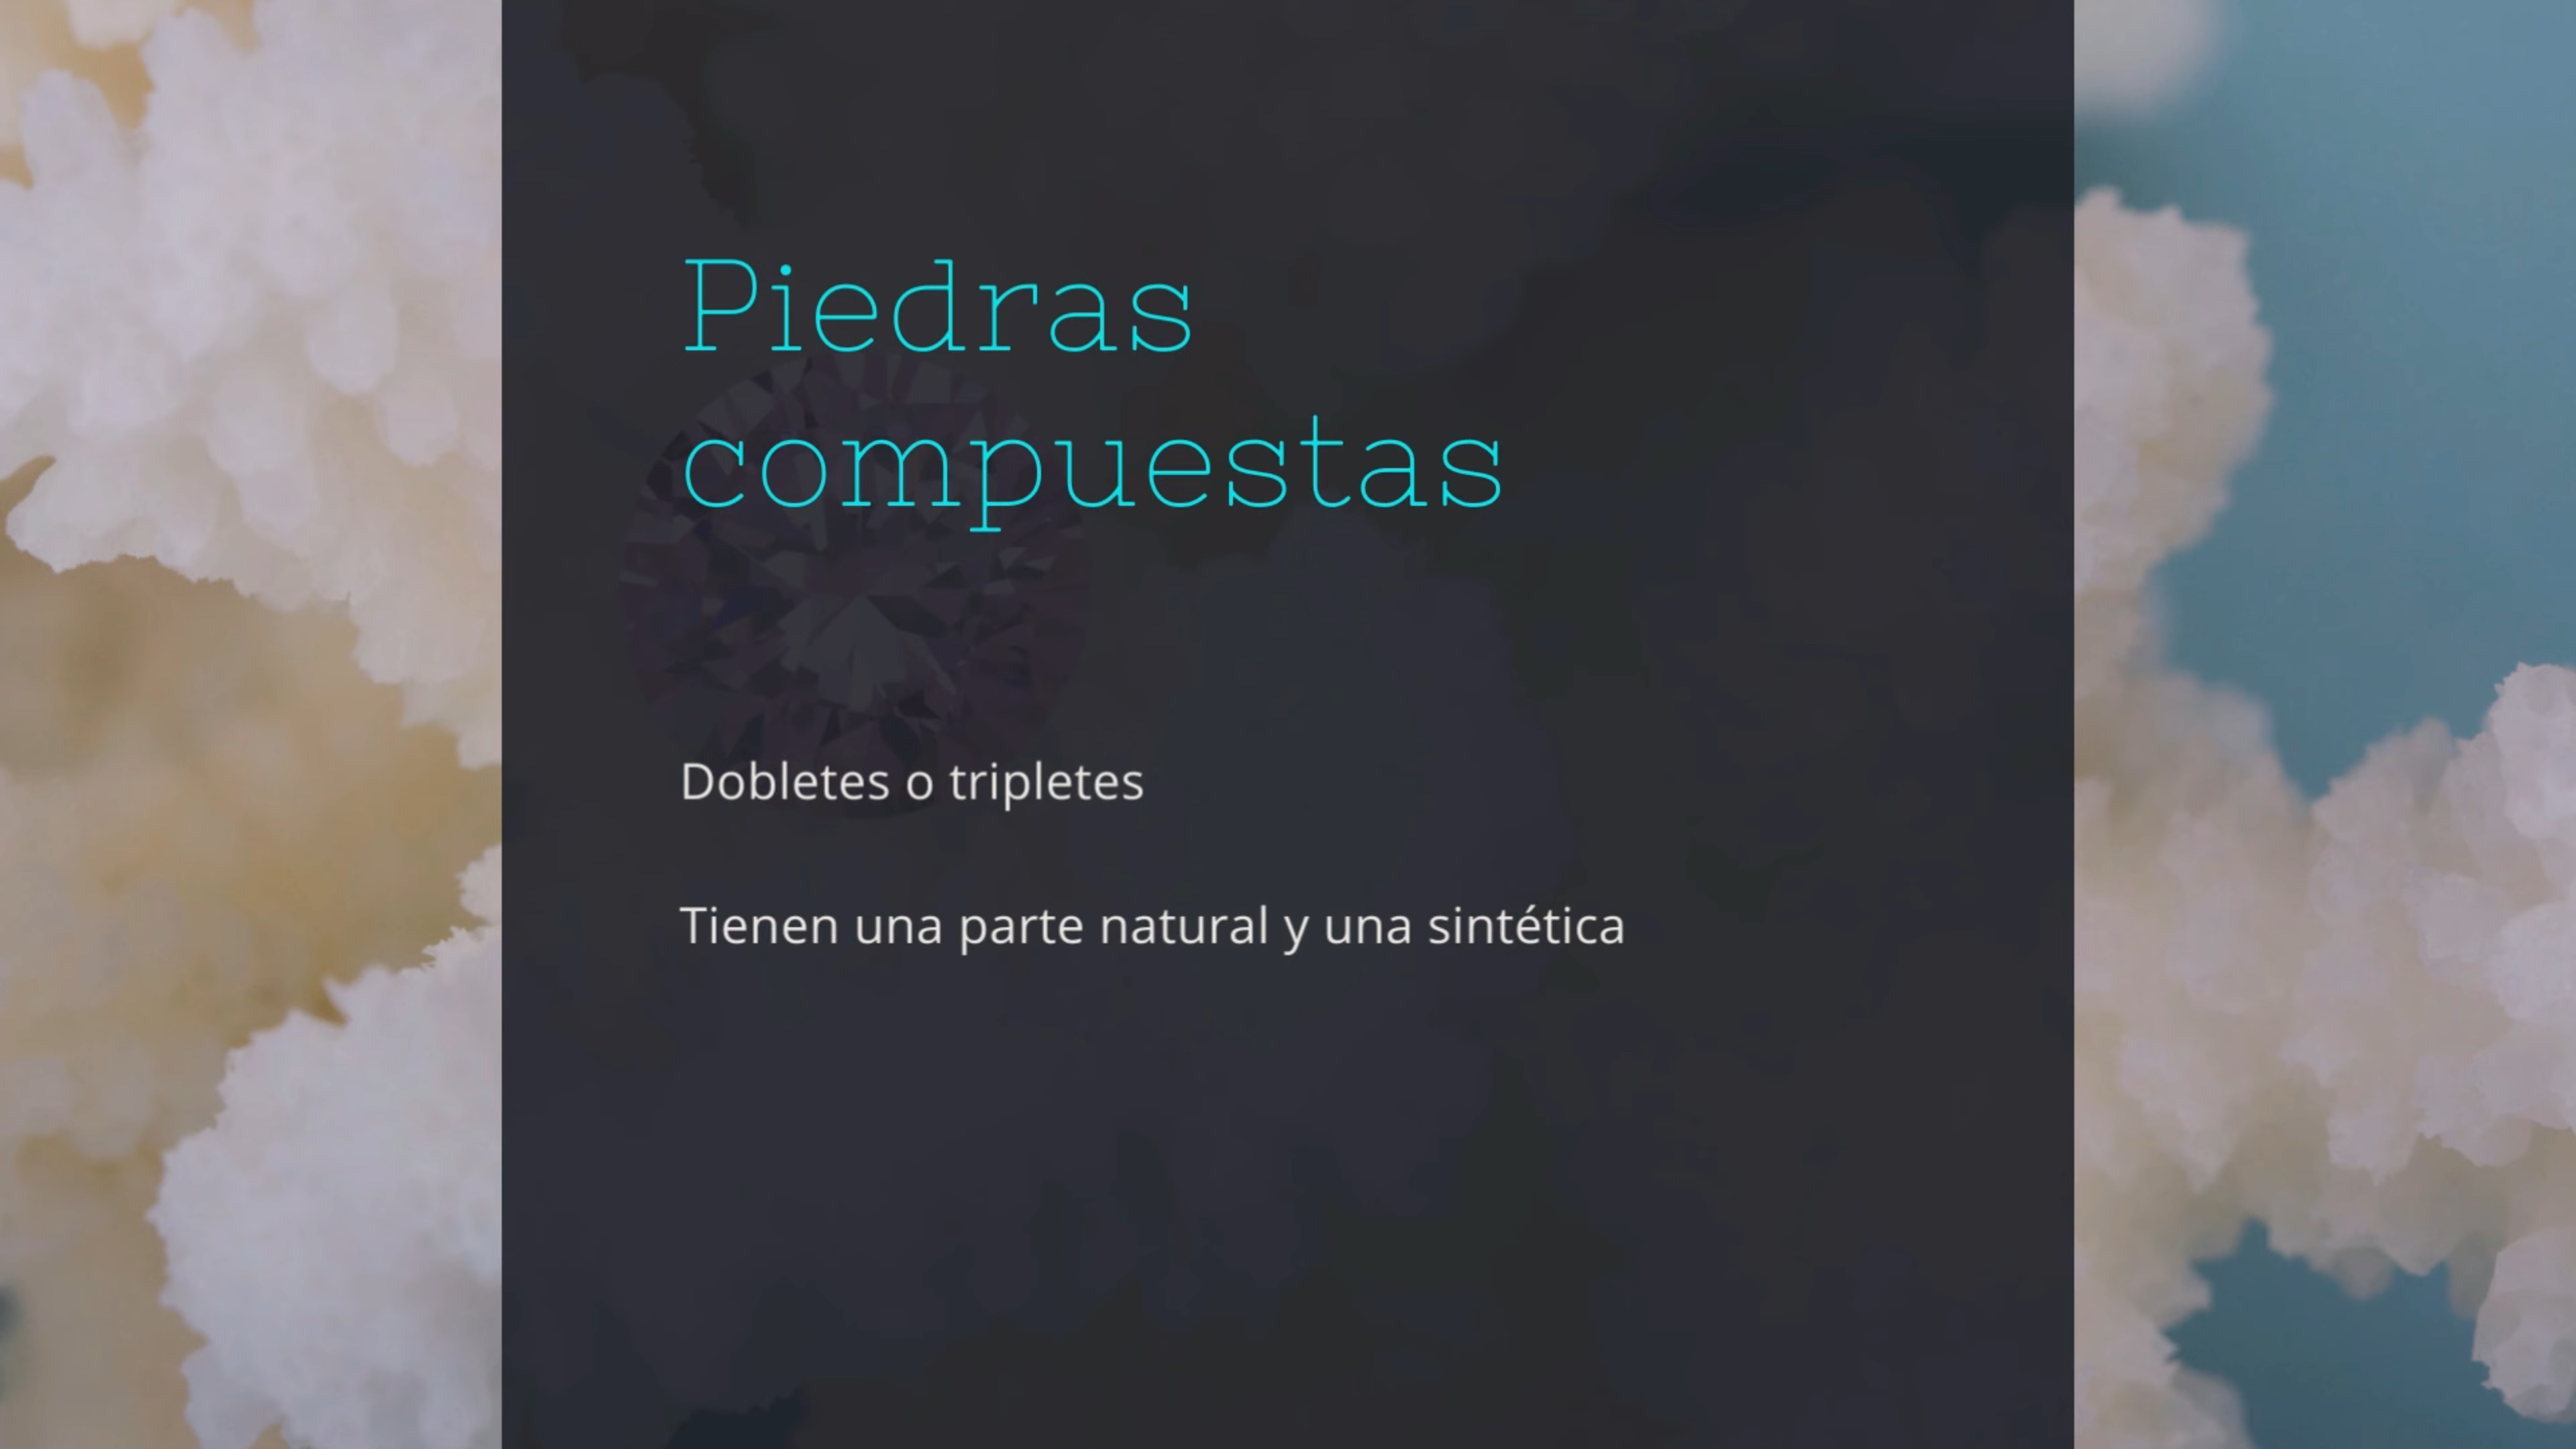 Piedras
compuestas
Dobletes o tripletes
Tienen una parte natural y una sintética